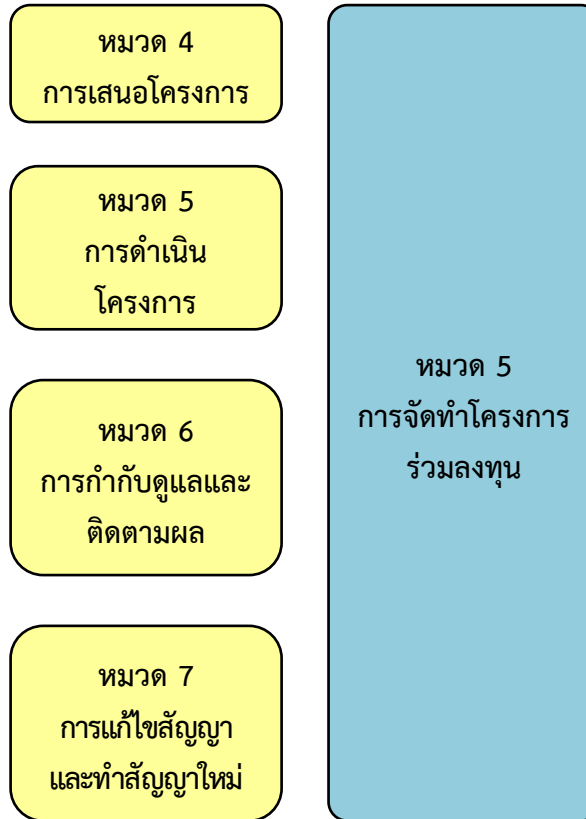 หมวด 4
การเสนอโครงการ
หมวด 5
การดำเนิน
โครงการ
หมวด 6
การกำกับดูแลและ
ติดตามผล
หมวด 7
การแก้ไขสัญญา
และทำสัญญาใหม่
หมวด 5
การจัดทำโครงการ
ร่วมลงทุน